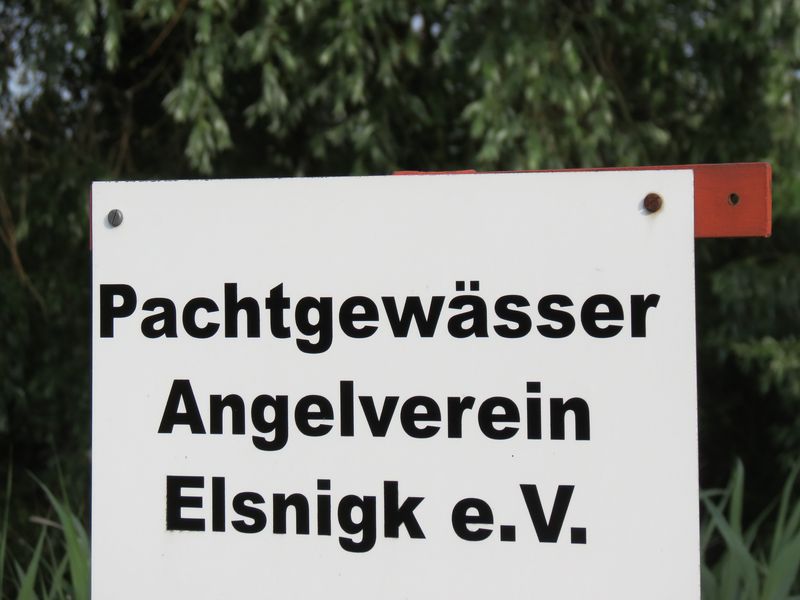 Pachtgewässer
Angelverein
Elsnigk e.V.